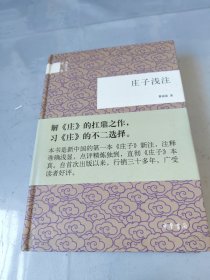 庄子浅注
曹础基 著
解《庄》的扛鼎之作，
习《庄》的不二选择。
本书是新中国的第一本《庄子》新注，注释
准确浅显，点评精炼独到，直彻《庄子》本
真。自首次出版以来，行销三十多年，广受
读者好评。
中华书局